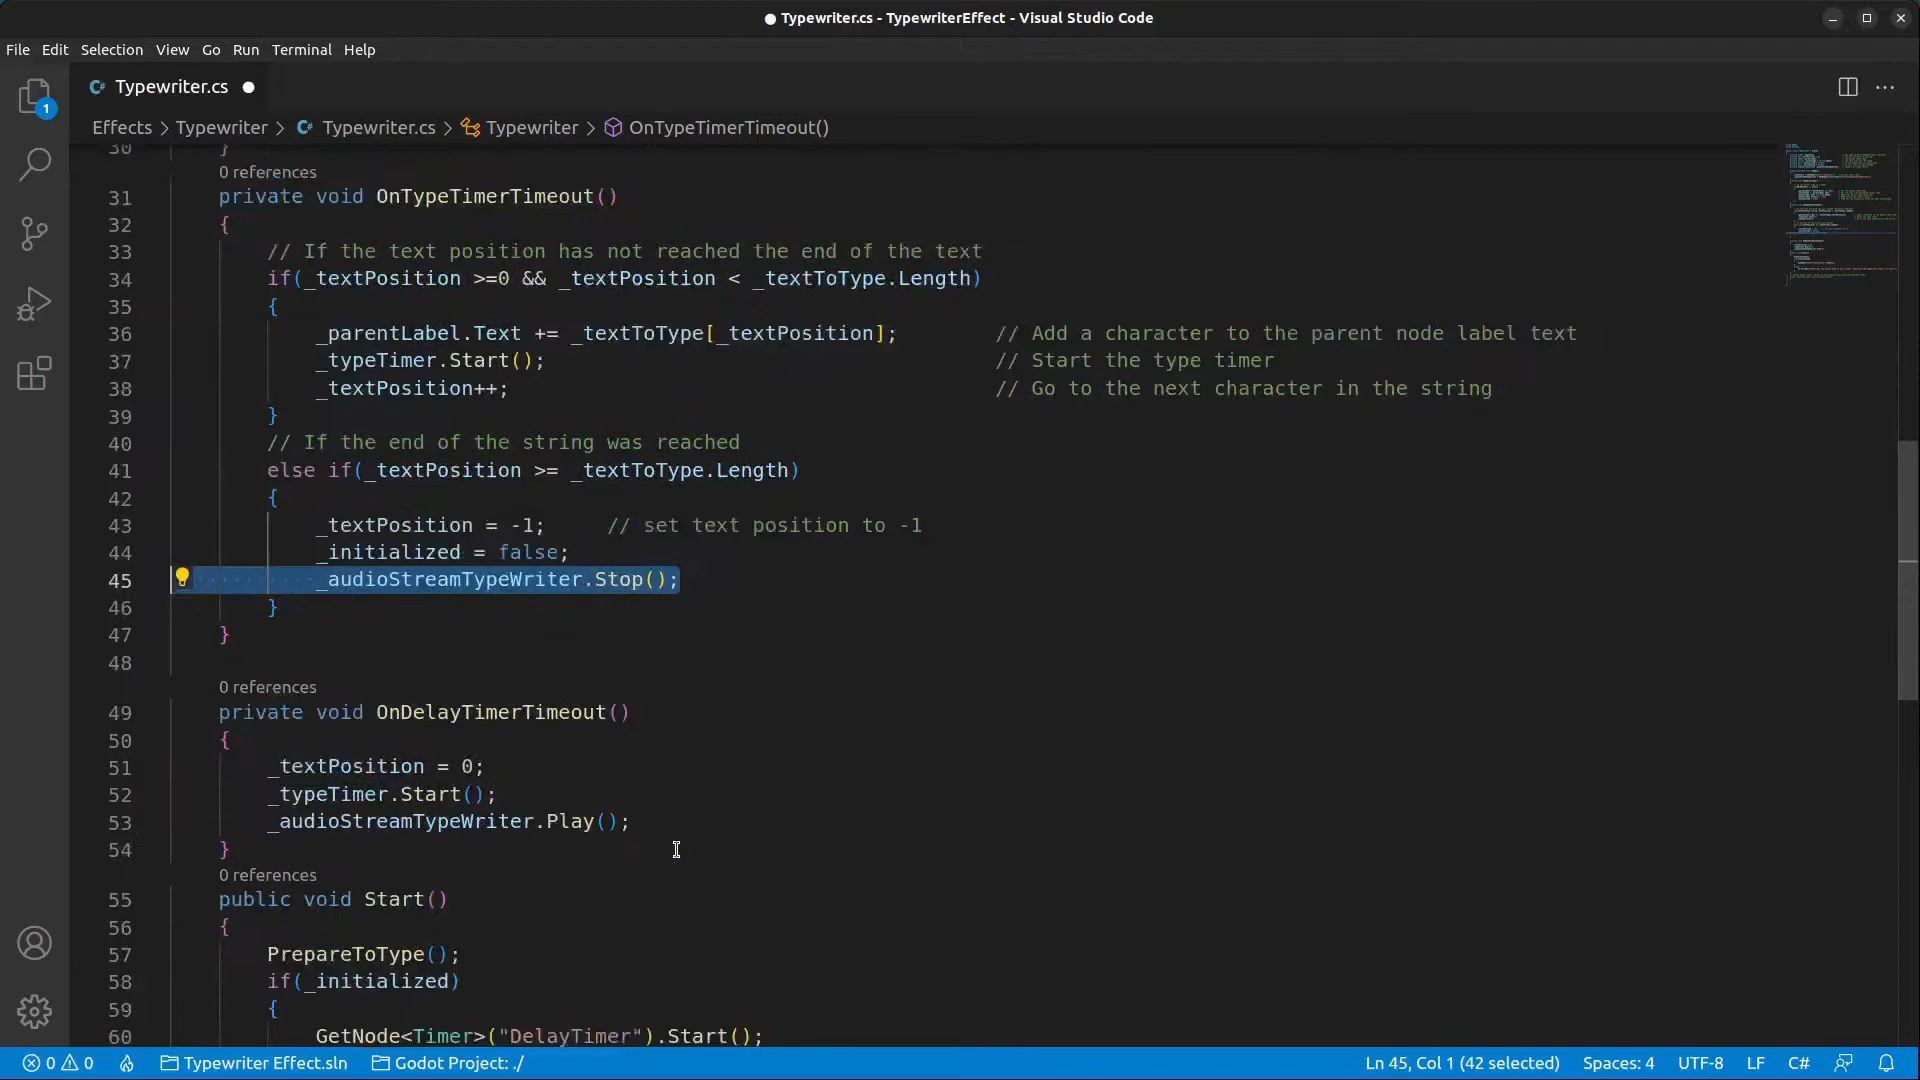 Typewriter.cs - TypewriterEffect - Visual Studio Code
File Edit Selection View Go Run Terminal Help
1
C# Typewriter.cs
Effects > Typewriter > C# Typewriter.cs > Typewriter > OnTypeTimerTimeout()
30 }
0 references
31 private void OnTypeTimerTimeout()
32 {
33 // If the text position has not reached the end of the text
34 if(_textPosition >=0 && _textPosition < _textToType.Length)
35 {
36 _parentLabel.Text += _textToType[_textPosition]; // Add a character to the parent node label text
37 _typeTimer.Start(); // Start the type timer
38 _textPosition++; // Go to the next character in the string
39 }
40 // If the end of the string was reached
41 else if(_textPosition >= _textToType.Length)
42 {
43 _textPosition = -1; // set text position to -1
44 _initialized = false;
45 _audioStreamTypeWriter.Stop();
46 }
47 }
48
0 references
49 private void OnDelayTimerTimeout()
50 {
51 _textPosition = 0;
52 _typeTimer.Start();
53 _audioStreamTypeWriter.Play();
54 }
0 references
55 public void Start()
56 {
57 PrepareToType();
58 if(_initialized)
59 {
60 GetNode<Timer>("DelayTimer").Start();
0 0 Typewriter Effect.sln Godot Project: ./ Ln 45, Col 1 (42 selected) Spaces: 4 UTF-8 LF C#